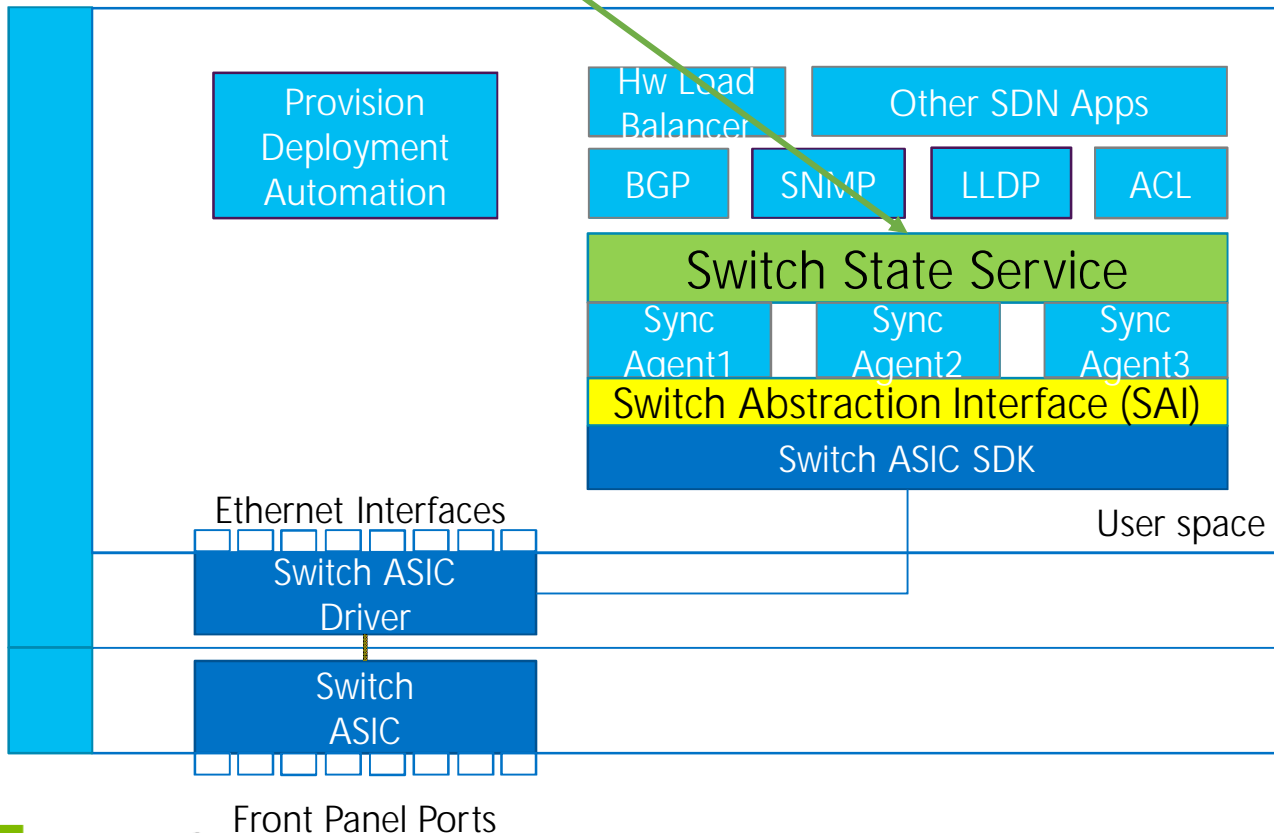 Provision
Deployment
Automation
Hw Load
Balancer
Other SDN Apps
BGP
SNMP
LLDP
ACL
Switch State Service
Sync
Agent1
Sync
Agent2
Sync
Agent3
Switch Abstraction Interface (SAI)
Switch ASIC SDK
Ethernet Interfaces
User space
Switch ASIC
Driver
Switch
ASIC
Front Panel Ports